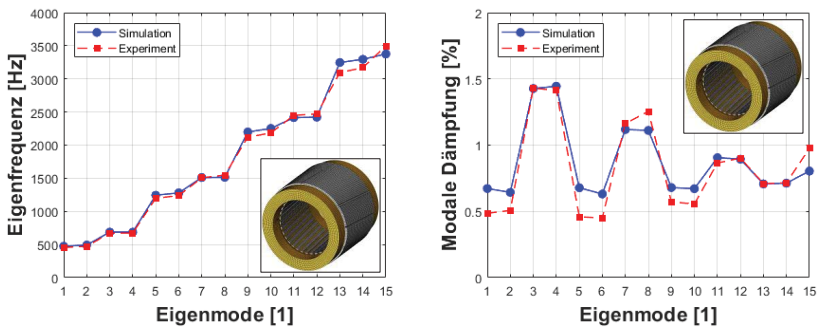 Simulation
Experiment
4000
3500
3000
2500
2000
1500
1000
500
0
1 2 3 4 5 6 7 8 9 10 11 12 13 14 15
Eigenfrequenz [Hz]
Eigenmode [1]
Simulation
Experiment
2
1.5
1
0.5
0
1 2 3 4 5 6 7 8 9 10 11 12 13 14 15
Modale Dämpfung [%]
Eigenmode [1]